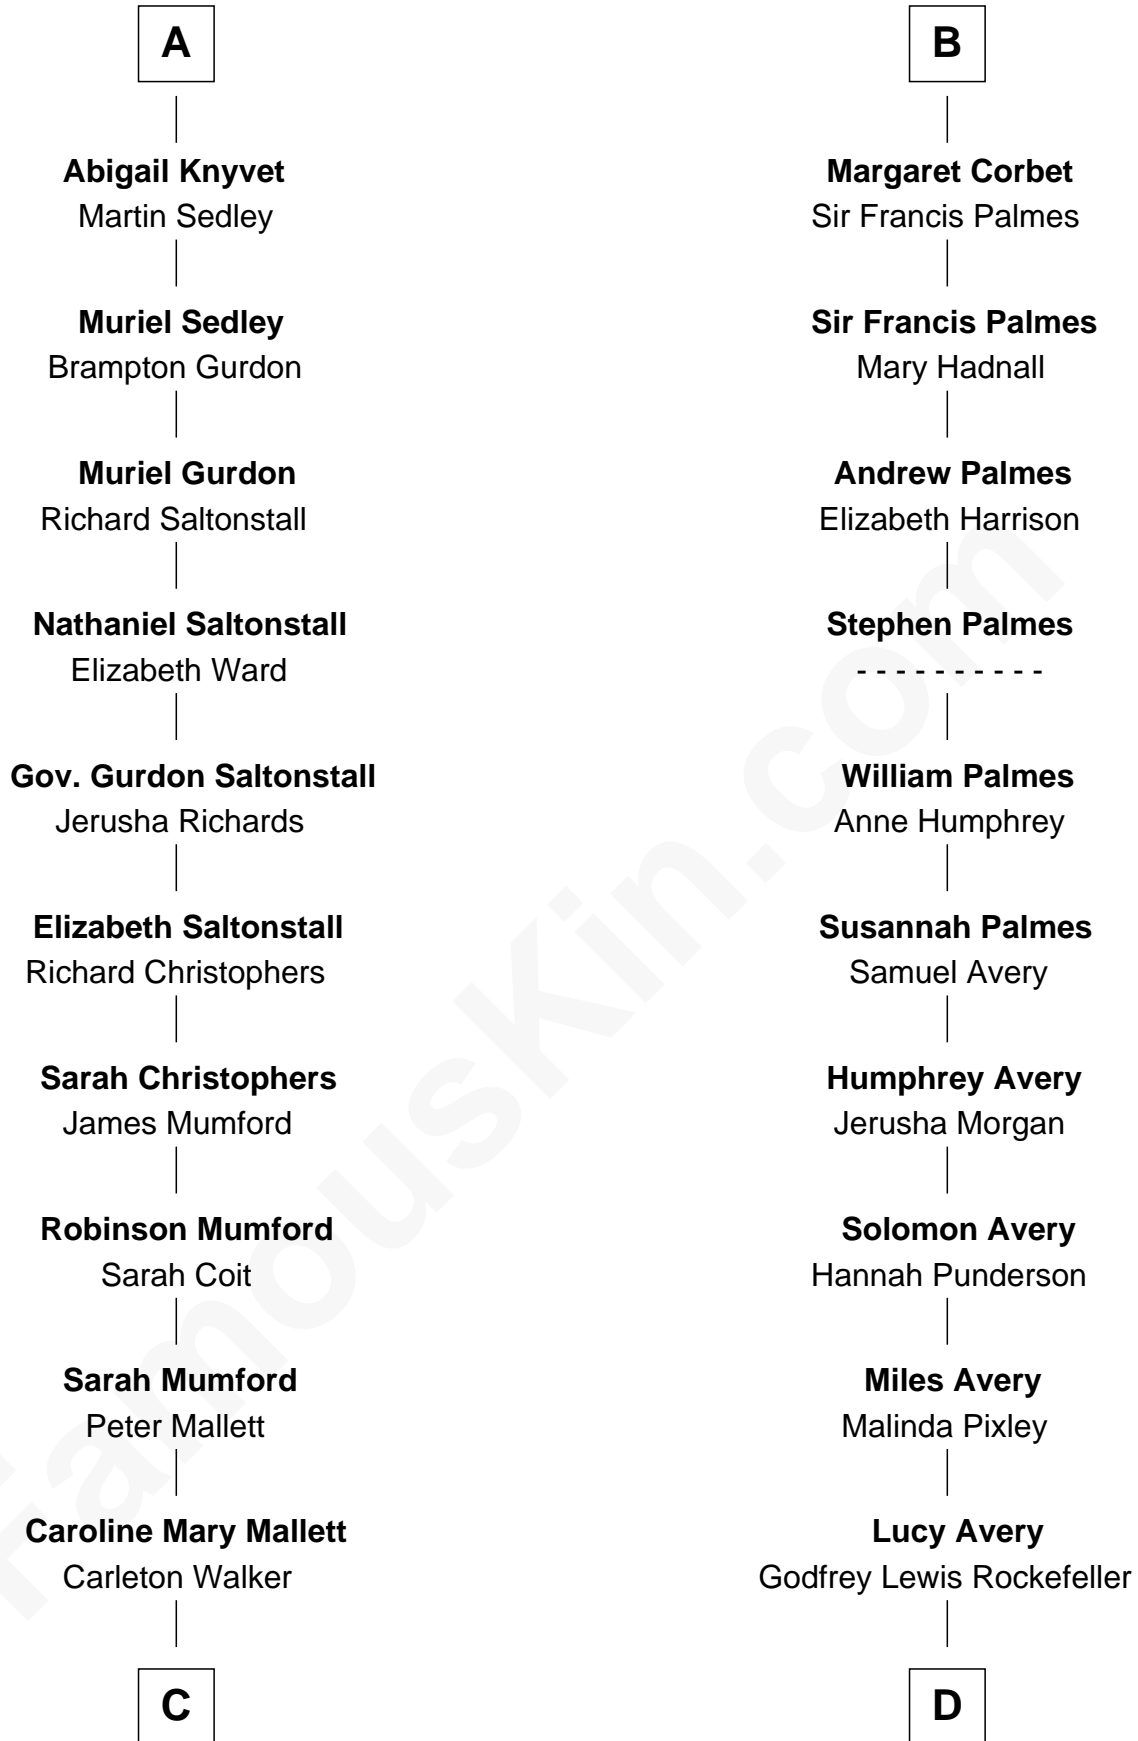 A
Abigail Knyvet
Martin Sedley
Muriel Sedley
Brampton Gurdon
Muriel Gurdon
Richard Saltonstall
Nathaniel Saltonstall
Elizabeth Ward
Gov. Gurdon Saltonstall
Jerusha Richards
Elizabeth Saltonstall
Richard Christophers
Sarah Christophers
James Mumford
Robinson Mumford
Sarah Coit
Sarah Mumford
Peter Mallett
Caroline Mary Mallett
Carleton Walker
C
B
Margaret Corbet
Sir Francis Palmes
Sir Francis Palmes
Mary Hadnall
Andrew Palmes
Elizabeth Harrison
Stephen Palmes
- - - - - - - - - -
William Palmes
Anne Humphrey
Susannah Palmes
Samuel Avery
Humphrey Avery
Jerusha Morgan
Solomon Avery
Hannah Punderson
Miles Avery
Malinda Pixley
Lucy Avery
Godfrey Lewis Rockefeller
D
FamousKin.com